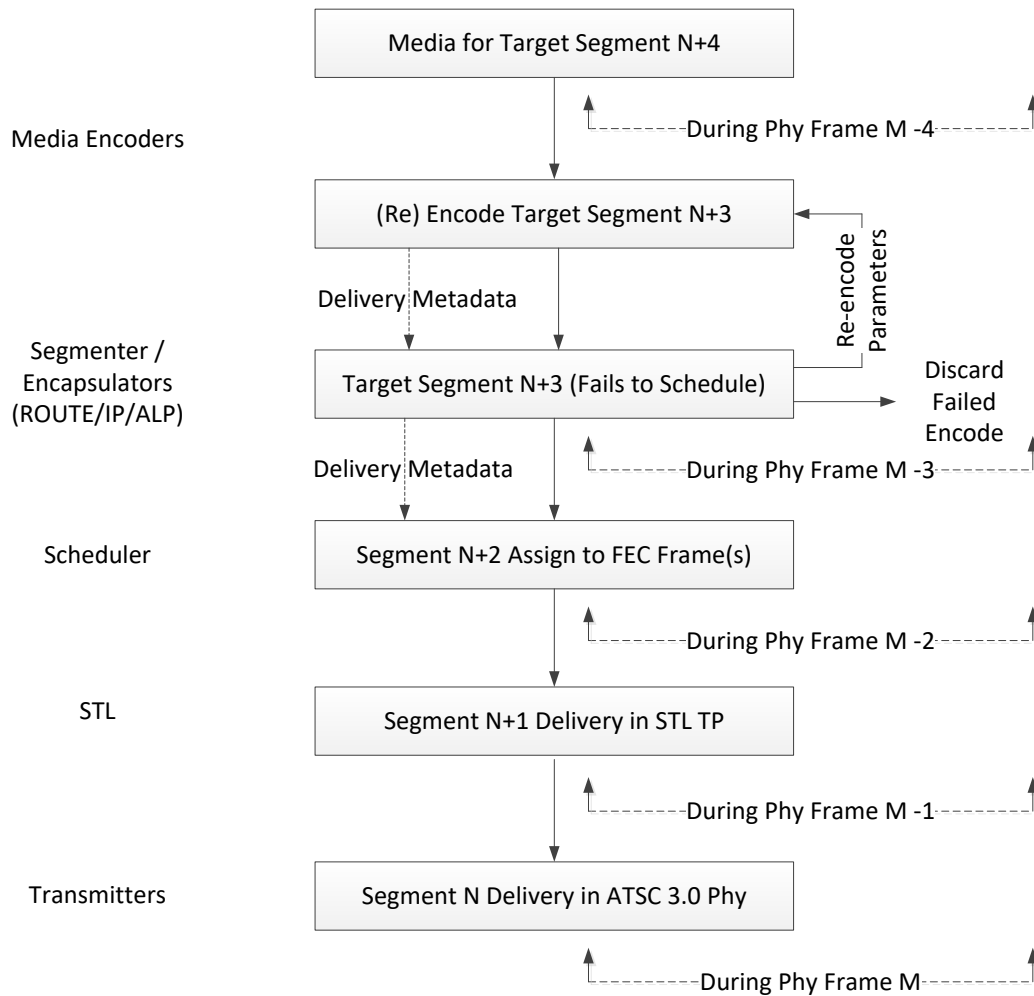 Media for Target Segment N+4
During Phy Frame M -4
Media Encoders
(Re) Encode Target Segment N+3
Re-encode
Parameters
Delivery Metadata
Segmenter /
Encapsulators
(ROUTE/IP/ALP)
Target Segment N+3 (Fails to Schedule)
Discard
Failed
Encode
Delivery Metadata
During Phy Frame M -3
Scheduler
Segment N+2 Assign to FEC Frame(s)
During Phy Frame M -2
STL
Segment N+1 Delivery in STL TP
During Phy Frame M -1
Transmitters
Segment N Delivery in ATSC 3.0 Phy
During Phy Frame M